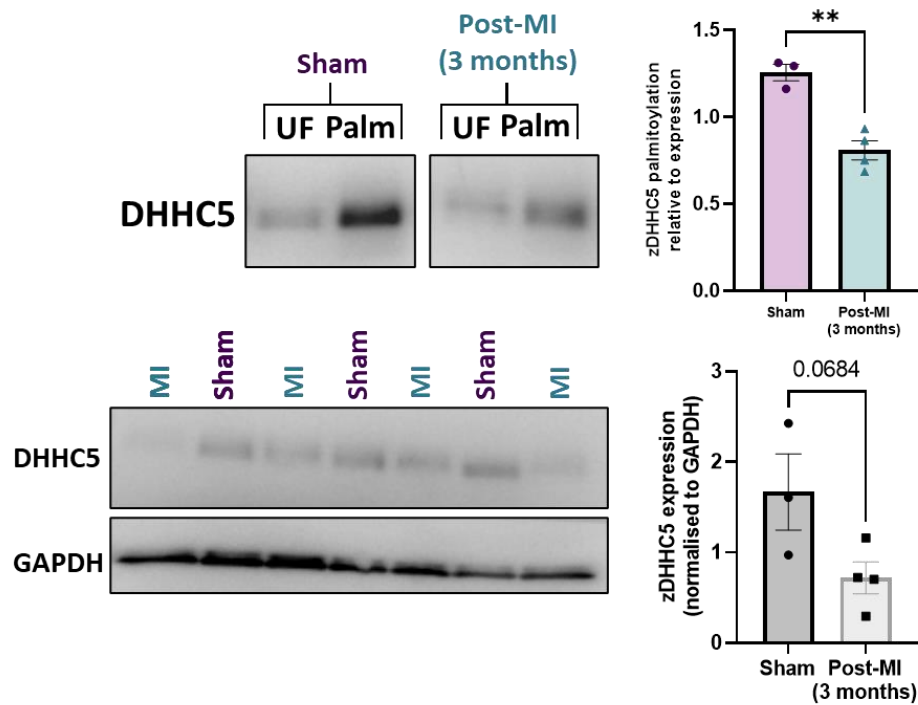 Sham
Post-MI
(3 months)
UF Palm
UF Palm
DHHC5
**
zDHHC5 palmitoylation
relative to expression
1.5
1.0
0.5
0.0
Sham
Post-MI
(3 months)
MI
Sham
MI
Sham
MI
Sham
MI
DHHC5
GAPDH
0.0684
zDHHC5 expression
(normalised to GAPDH)
3
2
1
0
Sham
Post-MI
(3 months)